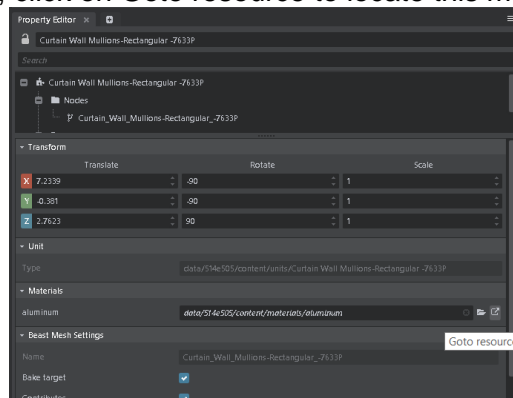 click on Goto resource to locate this m
Property Editor
Curtain Wall Mullions-Rectangular -7633P
Search
Curtain Wall Mullions-Rectangular -7633P
Nodes
Curtain_Wall_Mullions-Rectangular_-7633P
Transform
Translate Rotate Scale
X 7.2339 -90 1
Y -0.381 -90 1
Z 2.7623 90 1
Unit
Type data/514e505/content/units/Curtain Wall Mullions-Rectangular -7633P
Materials
aluminum data/514e505/content/materials/aluminum
Goto resourc
Beast Mesh Settings
Name Curtain_Wall_Mullions-Rectangular_-7633P
Bake target
Contributes